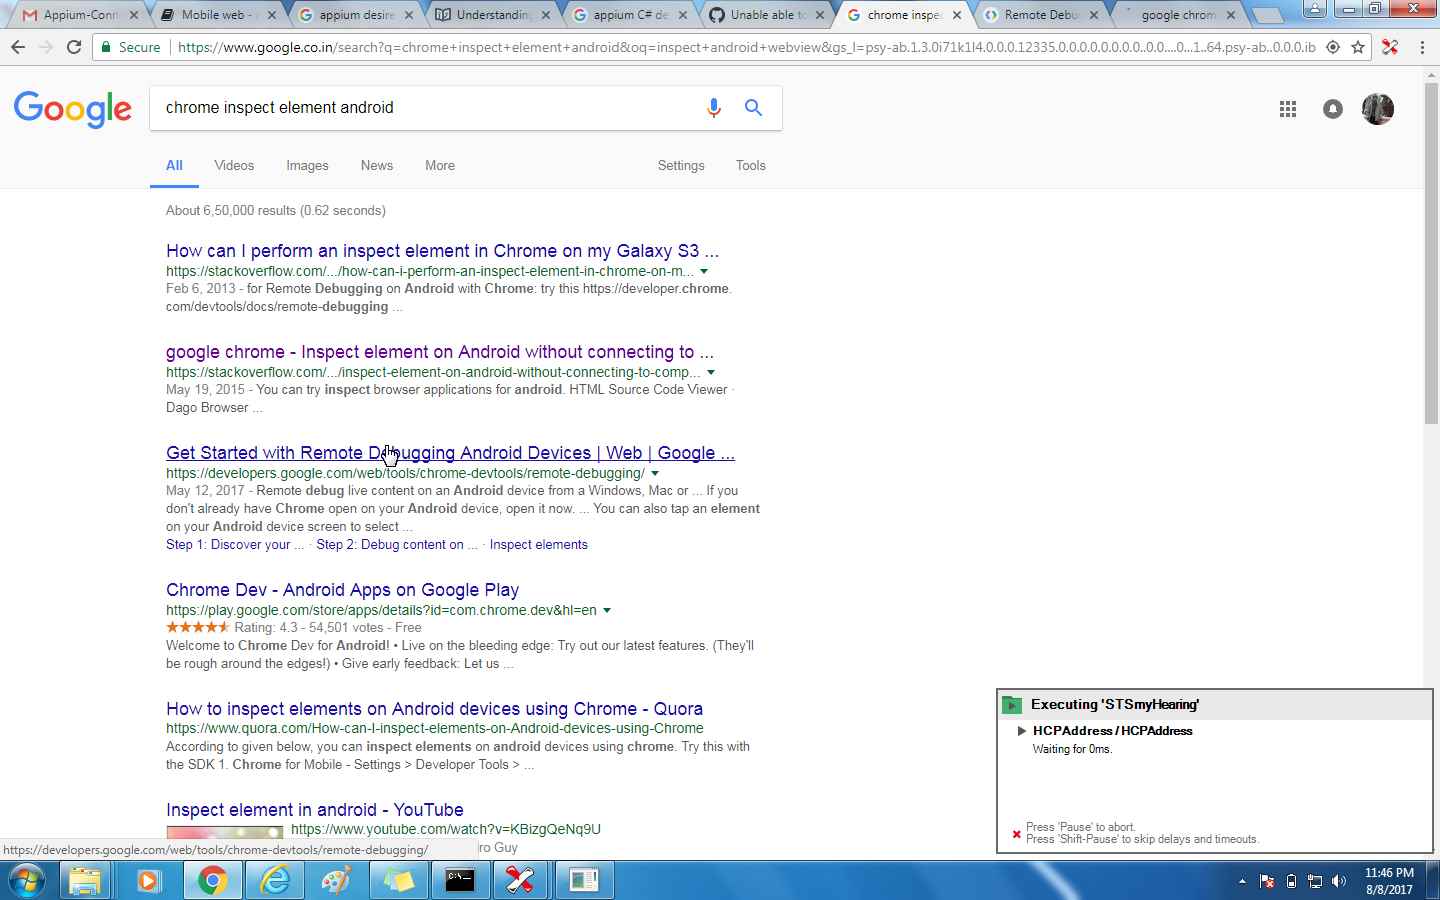 Appium-Conn
Mobile web -
appium desire
Understanding
appium C# de
Unable able to
chrome inspe
Remote Debu
google chrom
Secure
https://www.google.co.in/search?q=chrome+inspect+element+android&oq=inspect+android+webview&gs_l=psy-ab.1.3.0i71k1l4.0.0.0.12335.0.0.0.0.0.0.0.0..0.0....0...1..64.psy-ab..0.0.0.ib
Google
chrome inspect element android
All Videos Images News More Settings Tools
About 6,50,000 results (0.62 seconds)
How can I perform an inspect element in Chrome on my Galaxy S3 ...
https://stackoverflow.com/.../how-can-i-perform-an-inspect-element-in-chrome-on-m...
Feb 6, 2013 - for Remote Debugging on Android with Chrome: try this https://developer.chrome.
com/devtools/docs/remote-debugging ...
google chrome - Inspect element on Android without connecting to ...
https://stackoverflow.com/.../inspect-element-on-android-without-connecting-to-comp...
May 19, 2015 - You can try inspect browser applications for android. HTML Source Code Viewer ·
Dago Browser ...
Get Started with Remote Debugging Android Devices | Web | Google ...
https://developers.google.com/web/tools/chrome-devtools/remote-debugging/
May 12, 2017 - Remote debug live content on an Android device from a Windows, Mac or ... If you
don't already have Chrome open on your Android device, open it now. ... You can also tap an element
on your Android device screen to select ...
Step 1: Discover your ... · Step 2: Debug content on ... · Inspect elements
Chrome Dev - Android Apps on Google Play
https://play.google.com/store/apps/details?id=com.chrome.dev&hl=en
Rating: 4.3 - 54,501 votes - Free
Welcome to Chrome Dev for Android! • Live on the bleeding edge: Try out our latest features. (They'll
be rough around the edges!) • Give early feedback: Let us ...
How to inspect elements on Android devices using Chrome - Quora
https://www.quora.com/How-can-I-inspect-elements-on-Android-devices-using-Chrome
According to given below, you can inspect elements on android devices using chrome. Try this with
the SDK 1. Chrome for Mobile - Settings > Developer Tools > ...
Inspect element in android - YouTube
https://www.youtube.com/watch?v=KBizgQeNq9U
ro Guy
https://developers.google.com/web/tools/chrome-devtools/remote-debugging/
Executing 'STSmyHearing'
HCPAddress / HCPAddress
Waiting for 0ms.
Press 'Pause' to abort.
Press 'Shift-Pause' to skip delays and timeouts.
11:46 PM
8/8/2017